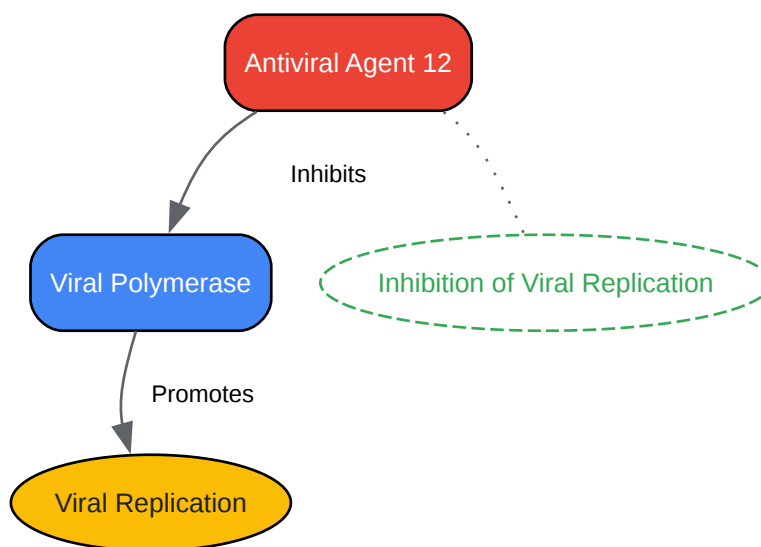 Antiviral Agent 12
Inhibits
Viral Polymerase
Inhibition of Viral Replication
Promotes
Viral Replication